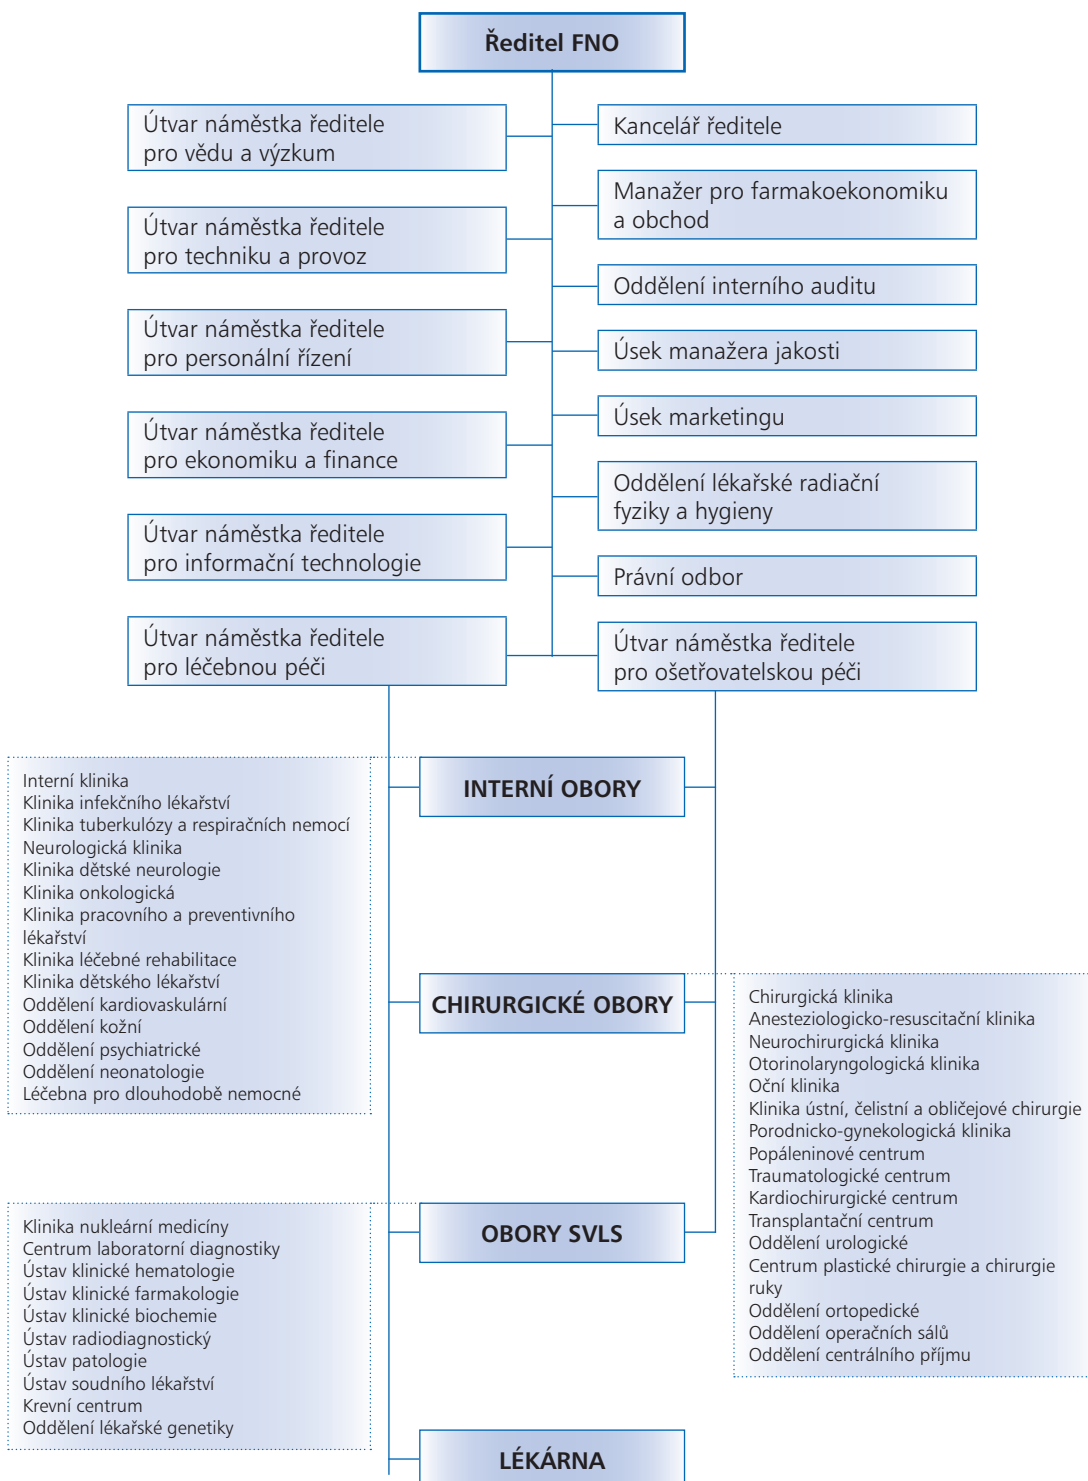 Ředitel FNO
Útvar náměstka ředitele
pro vědu a výzkum
Kancelář ředitele
Manažer pro farmakoekonomiku
a obchod
Útvar náměstka ředitele
pro techniku a provoz
Oddělení interního auditu
Útvar náměstka ředitele
pro personální řízení
Úsek manažera jakosti
Útvar náměstka ředitele
pro ekonomiku a finance
Úsek marketingu
Oddělení lékařské radiační
fyziky a hygieny
Útvar náměstka ředitele
pro informační technologie
Právní odbor
Útvar náměstka ředitele
pro léčebnou péči
Útvar náměstka ředitele
pro ošetřovatelskou péči
INTERNÍ OBORY
Interní klinika
Klinika infekčního lékařství
Klinika tuberkulózy a respiračních nemocí
Neurologická klinika
Klinika dětské neurologie
Klinika onkologická
Klinika pracovního a preventivního
lékařství
Klinika léčebné rehabilitace
Klinika dětského lékařství
Oddělení kardiovaskulární
Oddělení kožní
Oddělení psychiatrické
Oddělení neonatologie
Léčebna pro dlouhodobě nemocné
CHIRURGICKÉ OBORY
Chirurgická klinika
Anesteziologicko-resuscitační klinika
Neurochirurgická klinika
Otorinolaryngologická klinika
Oční klinika
Klinika ústní, čelistní a obličejové chirurgie
Porodnicko-gynekologická klinika
Popáleninové centrum
Traumatologické centrum
Kardiochirurgické centrum
Transplantační centrum
Oddělení urologické
Centrum plastické chirurgie a chirurgie
ruky
Oddělení ortopedické
Oddělení operačních sálů
Oddělení centrálního příjmu
OBORY SVLS
Klinika nukleární medicíny
Centrum laboratorní diagnostiky
Ústav klinické hematologie
Ústav klinické farmakologie
Ústav klinické biochemie
Ústav radiodiagnostický
Ústav patologie
Ústav soudního lékařství
Krevní centrum
Oddělení lékařské genetiky
LÉKÁRNA